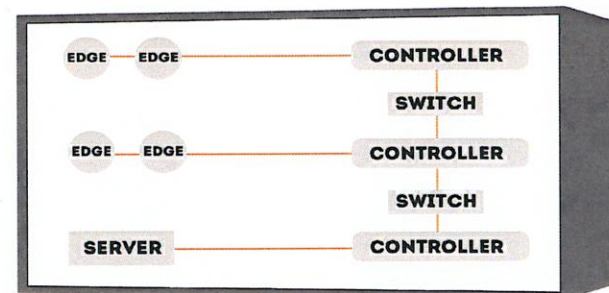 EDGE EDGE CONTROLLER
SWITCH
EDGE EDGE CONTROLLER
SWITCH
SERVER CONTROLLER